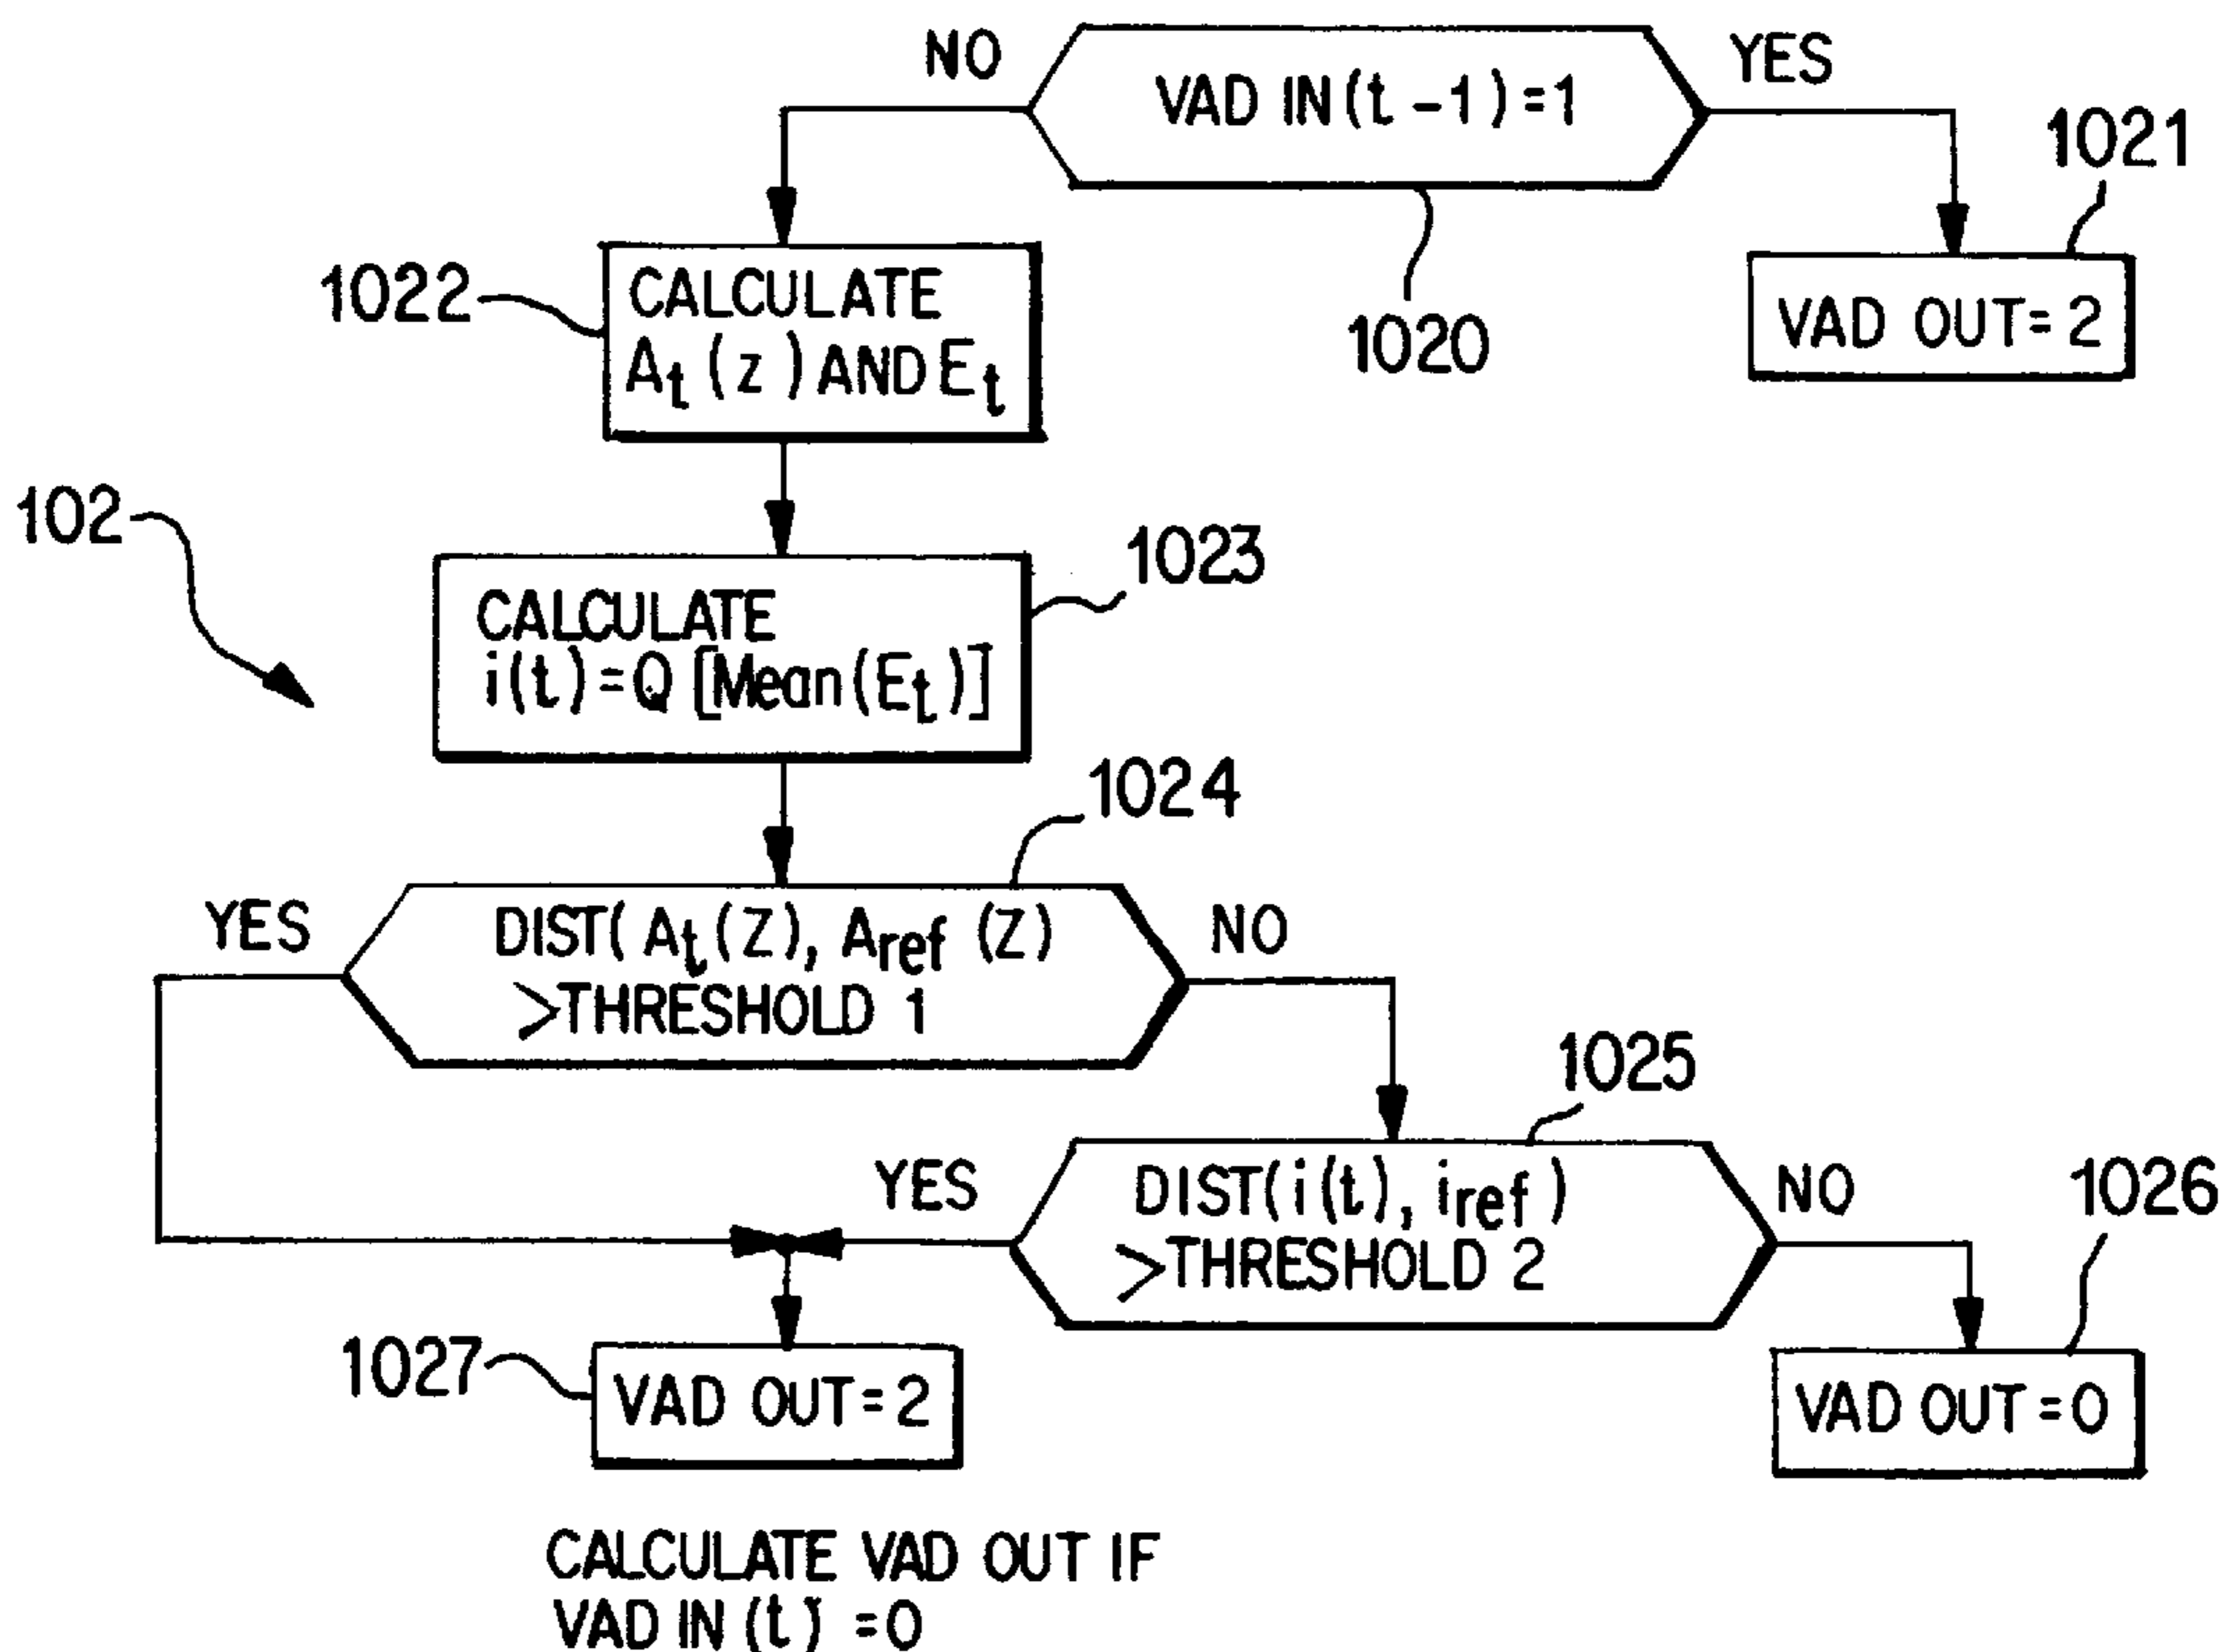 NO
VAD IN(t-1)=1
YES
1021
1022
CALCULATE
At(z) AND Et
1020
VAD OUT=2
102
1023
CALCULATE
i(t)=Q[Mean(Et)]
1024
YES
DIST(At(Z), Aref(Z)
>THRESHOLD 1
NO
1025
YES
DIST(i(t), iref)
>THRESHOLD 2
NO
1026
1027
VAD OUT=2
VAD OUT=0
CALCULATE VAD OUT IF
VAD IN(t) =0